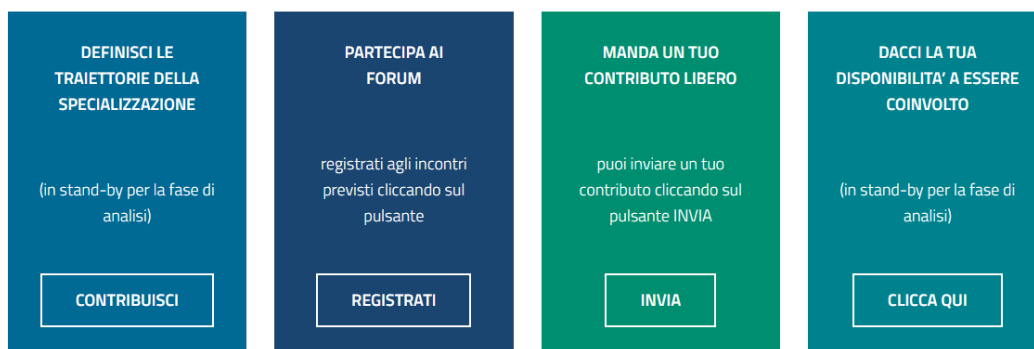 DEFINISCI LE
TRAIETTORIE DELLA
SPECIALIZZAZIONE
(in stand-by per la fase di
analisi)
CONTRIBUISCI
PARTECIPA AI
FORUM
registrati agli incontri
previsti cliccando sul
pulsante
REGISTRATI
MANDA UN TUO
CONTRIBUTO LIBERO
puoi inviare un tuo
contributo cliccando sul
pulsante INVIA
INVIA
DACCI LA TUA
DISPONIBILITA’ A ESSERE
COINVOLTO
(in stand-by per la fase di
analisi)
CLICCA QUI